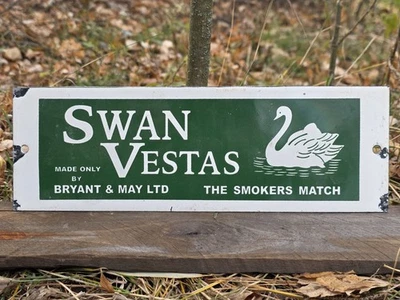 SWAN
VESTAS
MADE ONLY
BY
BRYANT & MAY LTD THE SMOKERS MATCH